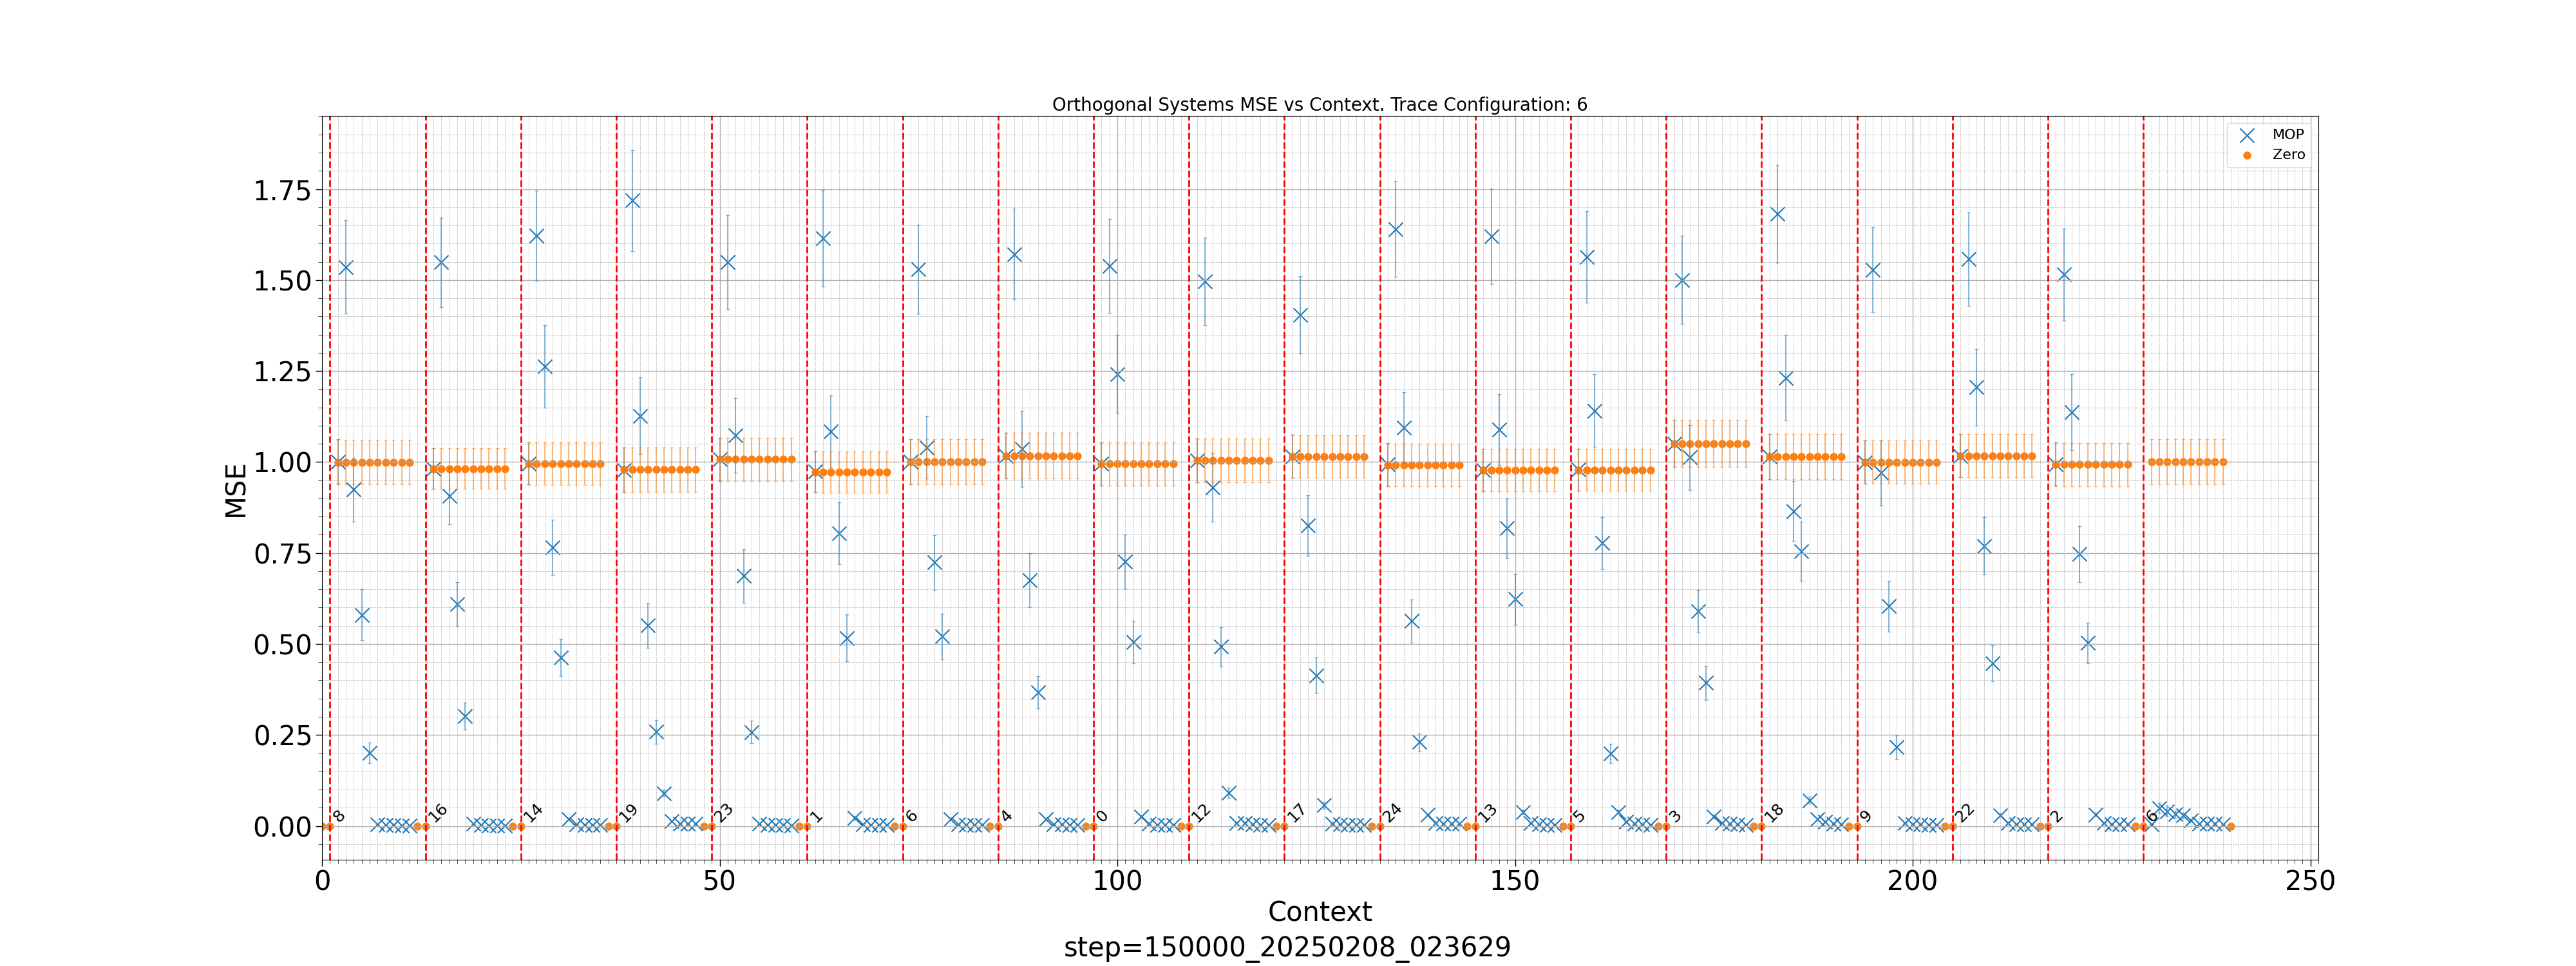 Orthogonal Systems MSE vs Context. Trace Configuration: 6
MOP
Zero
1.75
1.50
1.25
1.00
0.75
0.50
0.25
0.00
MSE
8 16 14 19 23 1 6 4 0 12 17 24 13 5 3 18 9 22 2 6
0 50 100 150 200 250
Context
step=150000_20250208_023629